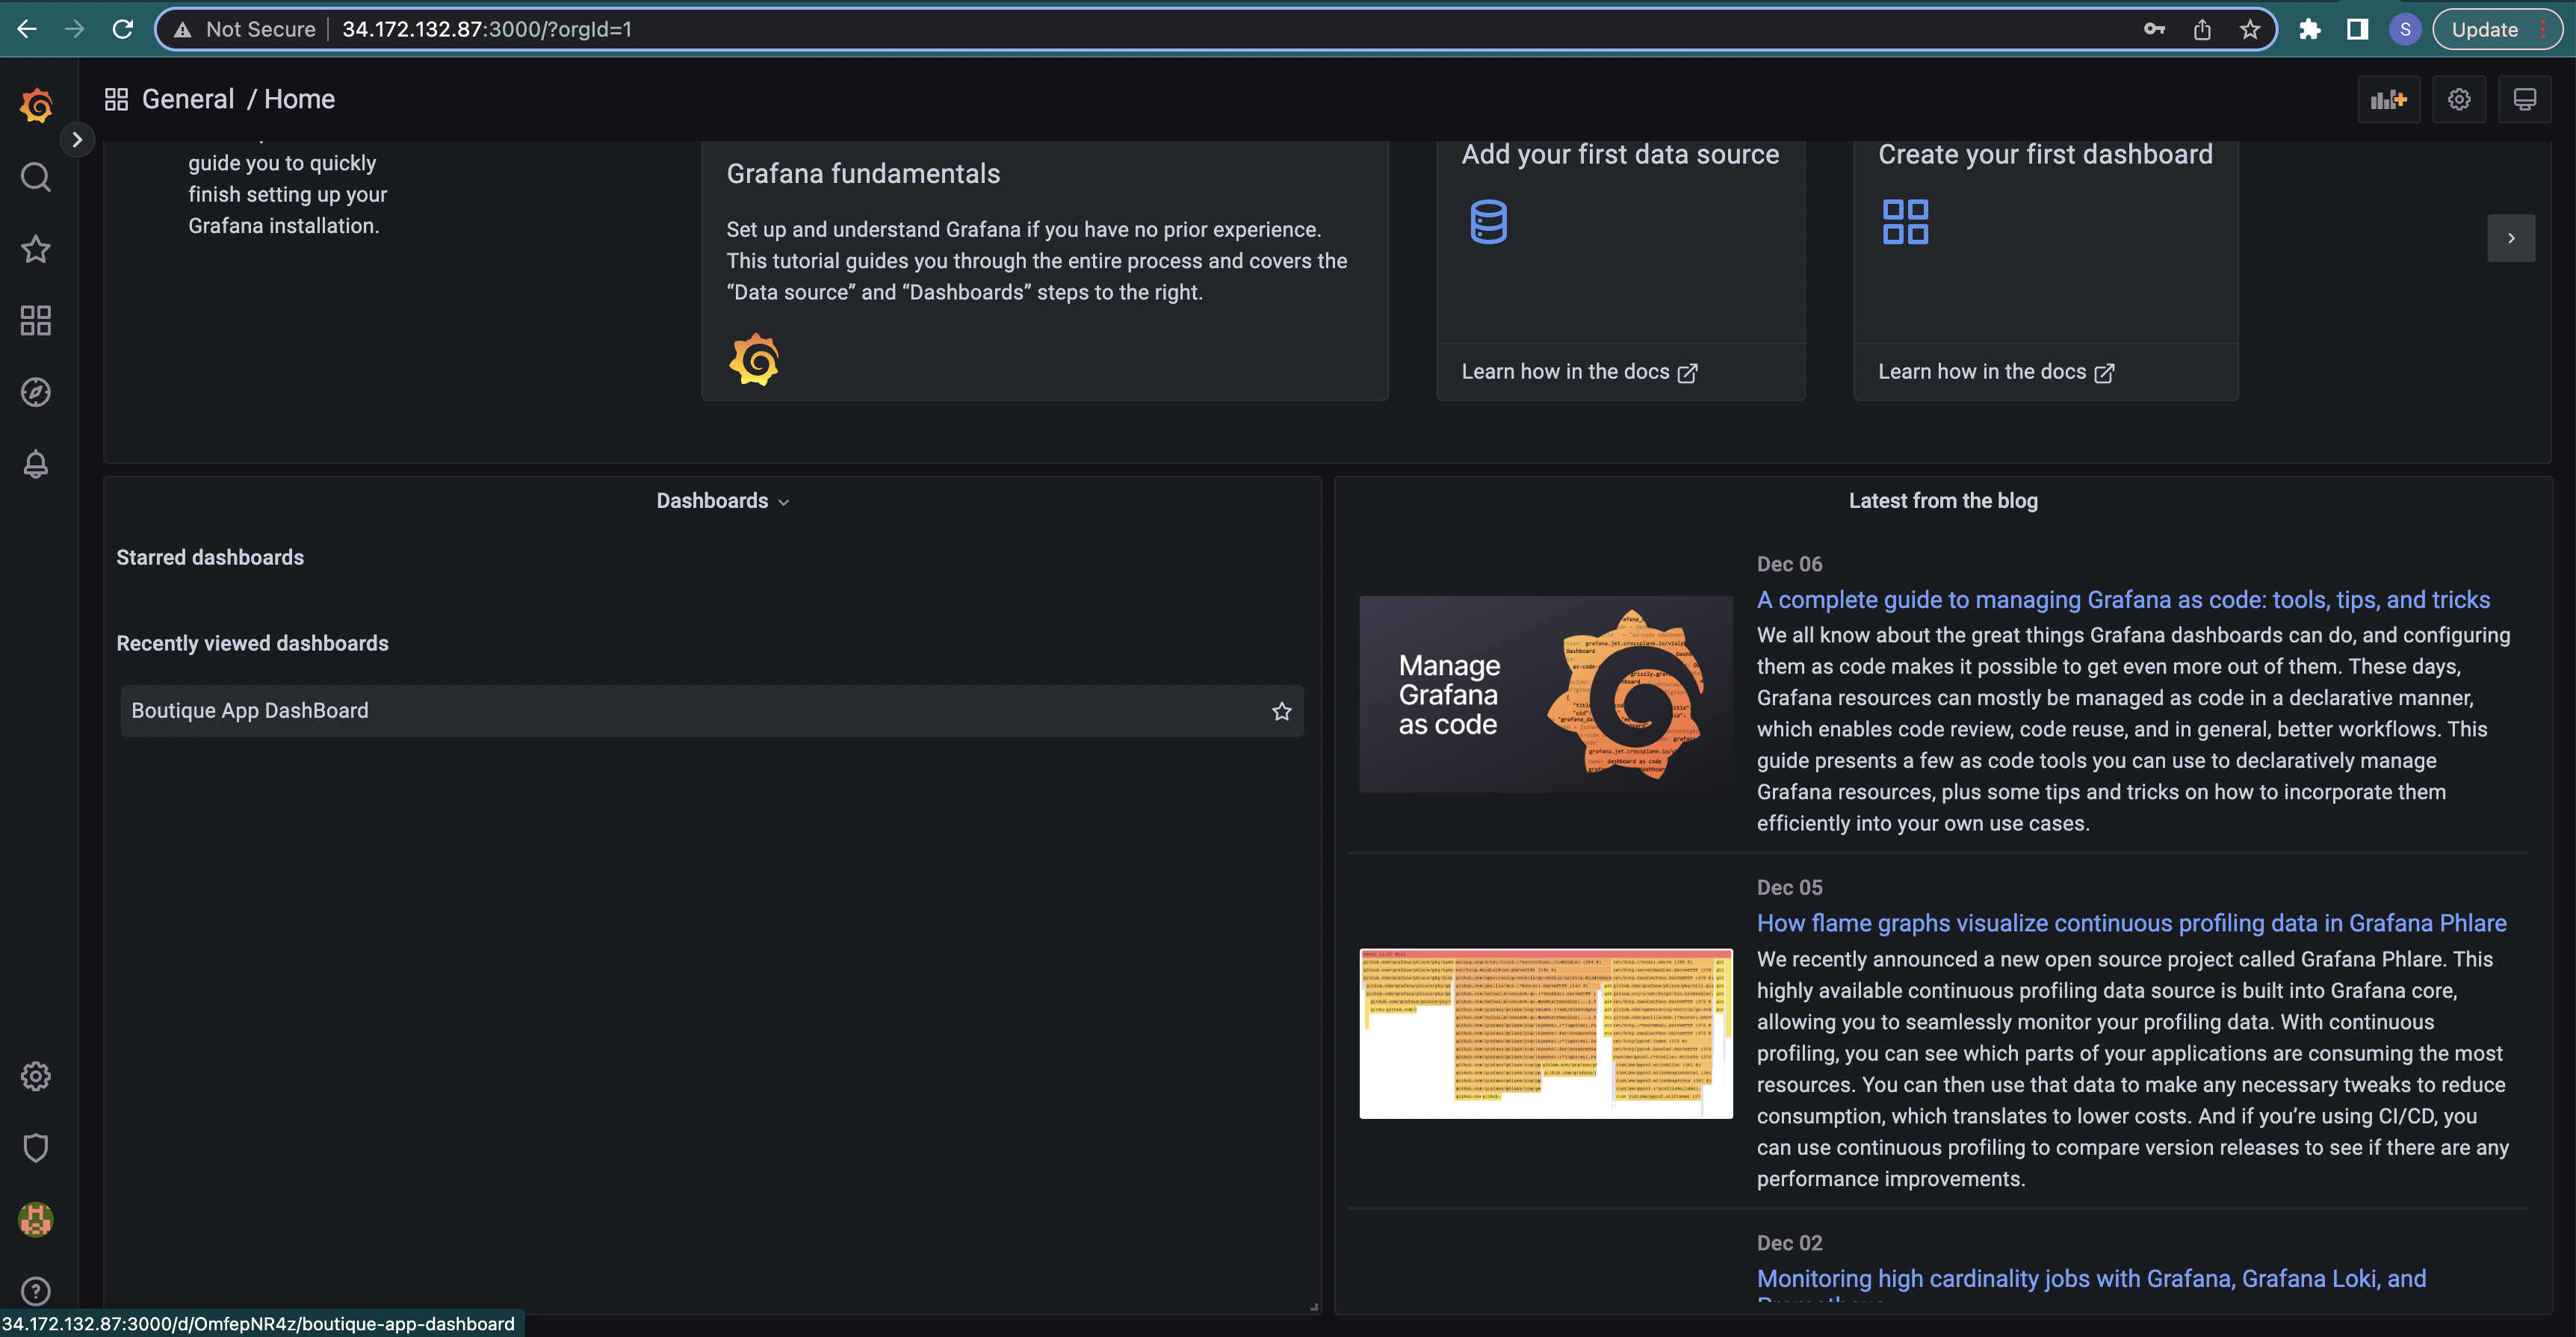 Not Secure
34.172.132.87:3000/?orgId=1
S
Update
General / Home
guide you to quickly
finish setting up your
Grafana installation.
Grafana fundamentals
Set up and understand Grafana if you have no prior experience.
This tutorial guides you through the entire process and covers the
“Data source” and “Dashboards” steps to the right.
Add your first data source
Learn how in the docs
Create your first dashboard
Learn how in the docs
Dashboards
Starred dashboards
Recently viewed dashboards
Boutique App DashBoard
Latest from the blog
Manage
Grafana
as code
Dec 06
A complete guide to managing Grafana as code: tools, tips, and tricks
We all know about the great things Grafana dashboards can do, and configuring
them as code makes it possible to get even more out of them. These days,
Grafana resources can mostly be managed as code in a declarative manner,
which enables code review, code reuse, and in general, better workflows. This
guide presents a few as code tools you can use to declaratively manage
Grafana resources, plus some tips and tricks on how to incorporate them
efficiently into your own use cases.
Dec 05
How flame graphs visualize continuous profiling data in Grafana Phlare
We recently announced a new open source project called Grafana Phlare. This
highly available continuous profiling data source is built into Grafana core,
allowing you to seamlessly monitor your profiling data. With continuous
profiling, you can see which parts of your applications are consuming the most
resources. You can then use that data to make any necessary tweaks to reduce
consumption, which translates to lower costs. And if you’re using CI/CD, you
can use continuous profiling to compare version releases to see if there are any
performance improvements.
Dec 02
Monitoring high cardinality jobs with Grafana, Grafana Loki, and
34.172.132.87:3000/d/OmfepNR4z/boutique-app-dashboard